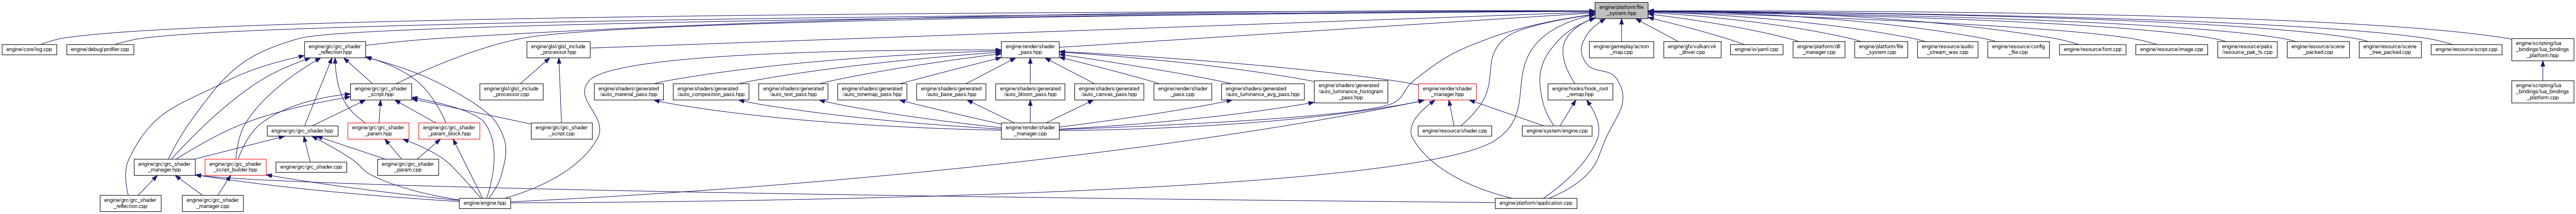 engine/platform/file
_system.hpp
engine/core/log.cpp
engine/debug/profiler.cpp
engine/grc/grc_shader
_reflection.hpp
engine/glsl/glsl_include
_processor.hpp
engine/render/shader
_pass.hpp
engine/gameplay/action
_map.cpp
engine/gfx/vulkan/vk
_driver.cpp
engine/io/yaml.cpp
engine/platform/dll
_manager.cpp
engine/platform/file
_system.cpp
engine/resource/audio
_stream_wav.cpp
engine/resource/config
_file.cpp
engine/resource/font.cpp
engine/resource/image.cpp
engine/resource/paks
/resource_pak_fs.cpp
engine/resource/scene
_packed.cpp
engine/resource/scene
_tree_packed.cpp
engine/resource/script.cpp
engine/scripting/lua
_bindings/lua_bindings
_platform.hpp
engine/grc/grc_shader
_script.hpp
engine/glsl/glsl_include
_processor.cpp
engine/shaders/generated
/auto_material_pass.hpp
engine/shaders/generated
/auto_composition_pass.hpp
engine/shaders/generated
/auto_text_pass.hpp
engine/shaders/generated
/auto_tonemap_pass.hpp
engine/shaders/generated
/auto_base_pass.hpp
engine/shaders/generated
/auto_bloom_pass.hpp
engine/shaders/generated
/auto_canvas_pass.hpp
engine/render/shader
_pass.cpp
engine/shaders/generated
/auto_luminance_avg_pass.hpp
engine/shaders/generated
/auto_luminance_histogram
_pass.hpp
engine/render/shader
_manager.hpp
engine/hooks/hook_root
_remap.hpp
engine/scripting/lua
_bindings/lua_bindings
_platform.cpp
engine/grc/grc_shader.hpp
engine/grc/grc_shader
_param.hpp
engine/grc/grc_shader
_param_block.hpp
engine/grc/grc_shader
_script.cpp
engine/render/shader
_manager.cpp
engine/resource/shader.cpp
engine/system/engine.cpp
engine/grc/grc_shader
_manager.hpp
engine/grc/grc_shader
_script_builder.hpp
engine/grc/grc_shader.cpp
engine/grc/grc_shader
_param.cpp
engine/grc/grc_shader
_reflection.cpp
engine/grc/grc_shader
_manager.cpp
engine/engine.hpp
engine/platform/application.cpp